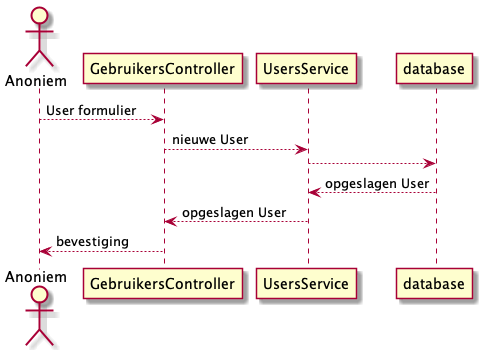 Anoniem
GebruikersController
UsersService
database
User formulier
nieuwe User
opgeslagen User
opgeslagen User
bevestiging
Anoniem
GebruikersController
UsersService
database